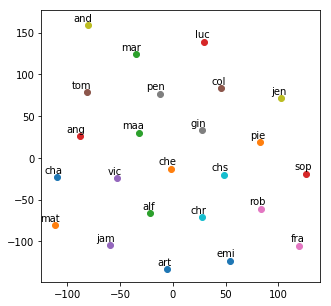 and
luc
mar
150
tom
pen
col
jen
100
ang
maa
gin
pie
50
cha
vic
che
chs
sop
0
mat
alf
chr
rob
−50
jam
art
emi
fra
−100
−100
−50
0
50
100